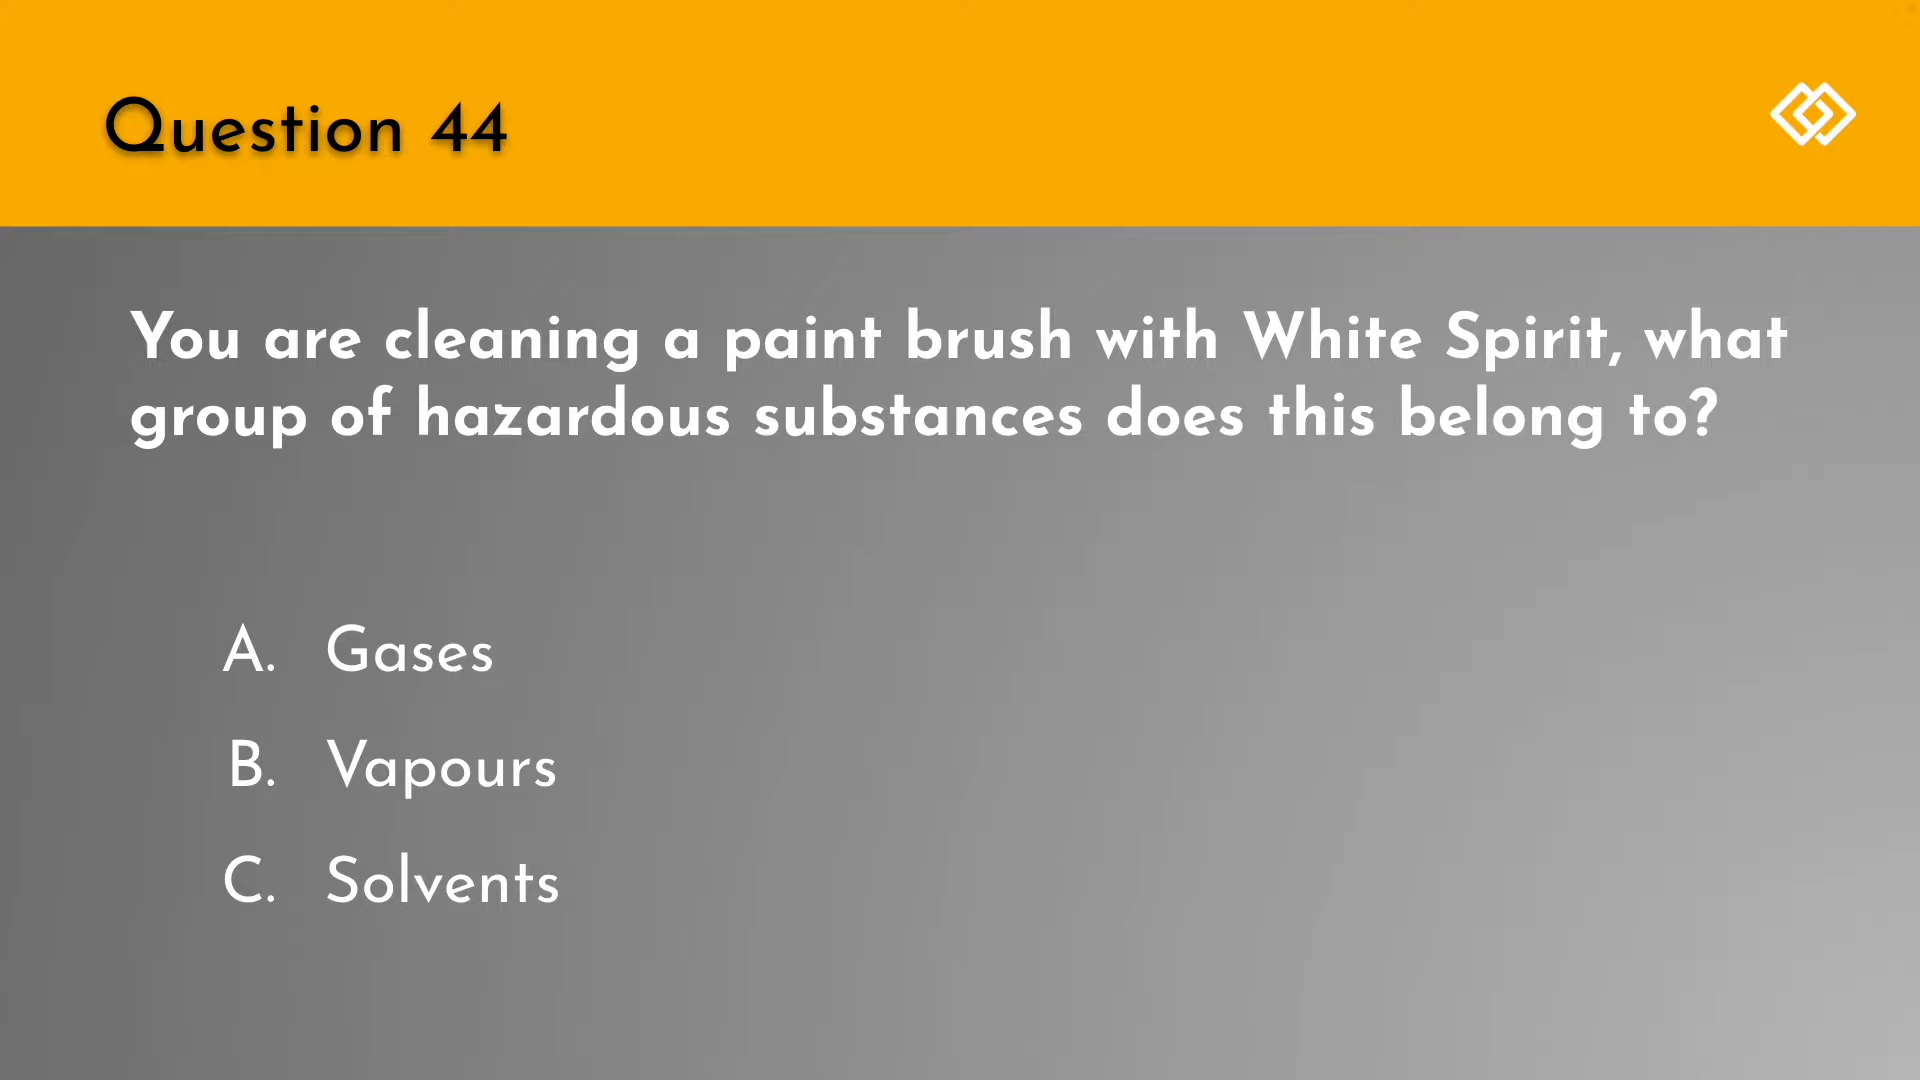 Question 44
You are cleaning a paint brush with White Spirit, what
group of hazardous substances does this belong to?
A. Gases
B. Vapours
C. Solvents